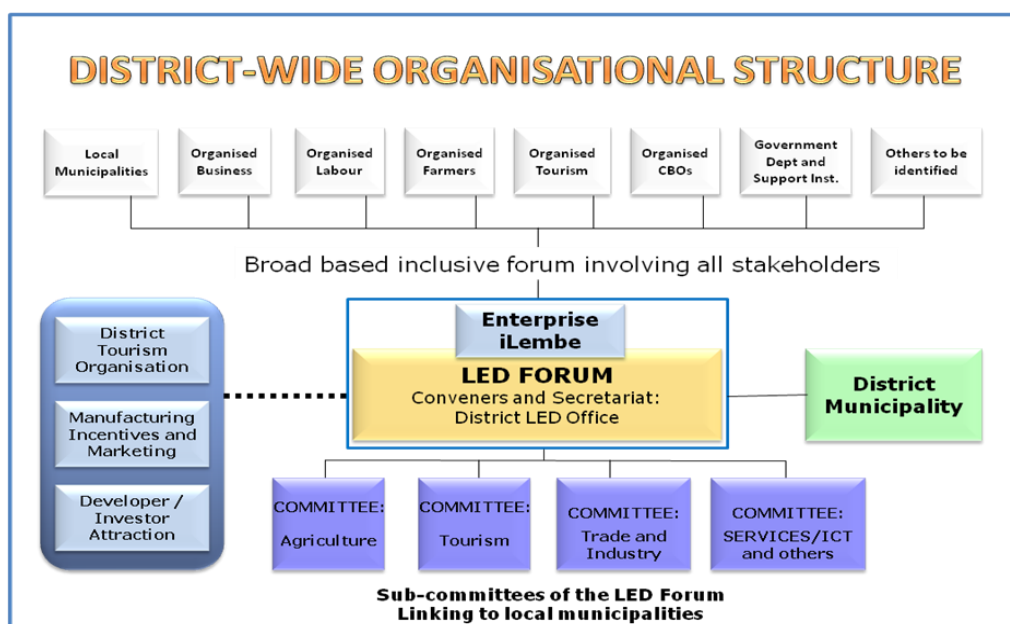 DISTRICT-WIDE ORGANISATIONAL STRUCTURE
Local
Municipalities
Organised
Business
Organised
Labour
Organised
Farmers
Organised
Tourism
Organised
CBOs
Government
Dept and
Support Inst.
Others to be
identified
Broad based inclusive forum involving all stakeholders
District
Tourism
Organisation
Manufacturing
Incentives and
Marketing
Developer /
Investor
Attraction
Enterprise
iLembe
LED FORUM
Conveners and Secretariat:
District LED Office
District
Municipality
COMMITTEE:
Agriculture
COMMITTEE:
Tourism
COMMITTEE:
Trade and
Industry
COMMITTEE:
SERVICES/ICT
and others
Sub-committees of the LED Forum
Linking to local municipalities